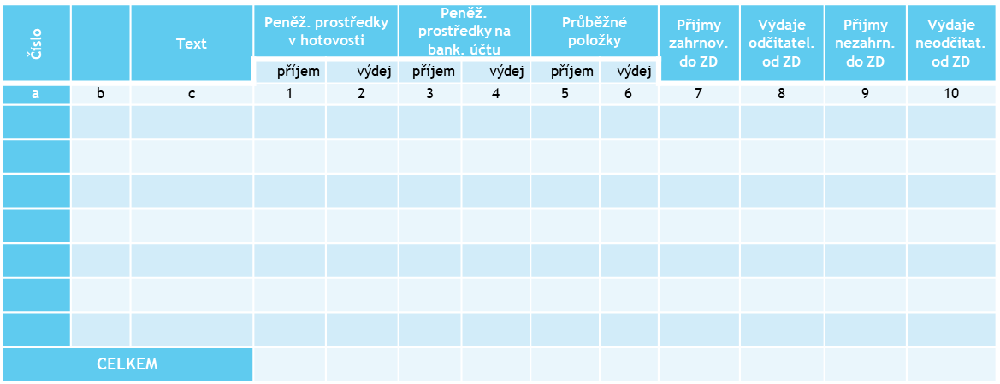 Číslo
Text
Peněž. prostředky
v hotovosti
Peněž.
prostředky na
bank. účtu
Průběžné
položky
Příjmy
zahrnov.
do ZD
Výdaje
odčitatel.
od ZD
Příjmy
nezahrn.
do ZD
Výdaje
neodčitat.
od ZD
příjem výdej příjem výdej příjem výdej
a b c 1 2 3 4 5 6 7 8 9 10
CELKEM